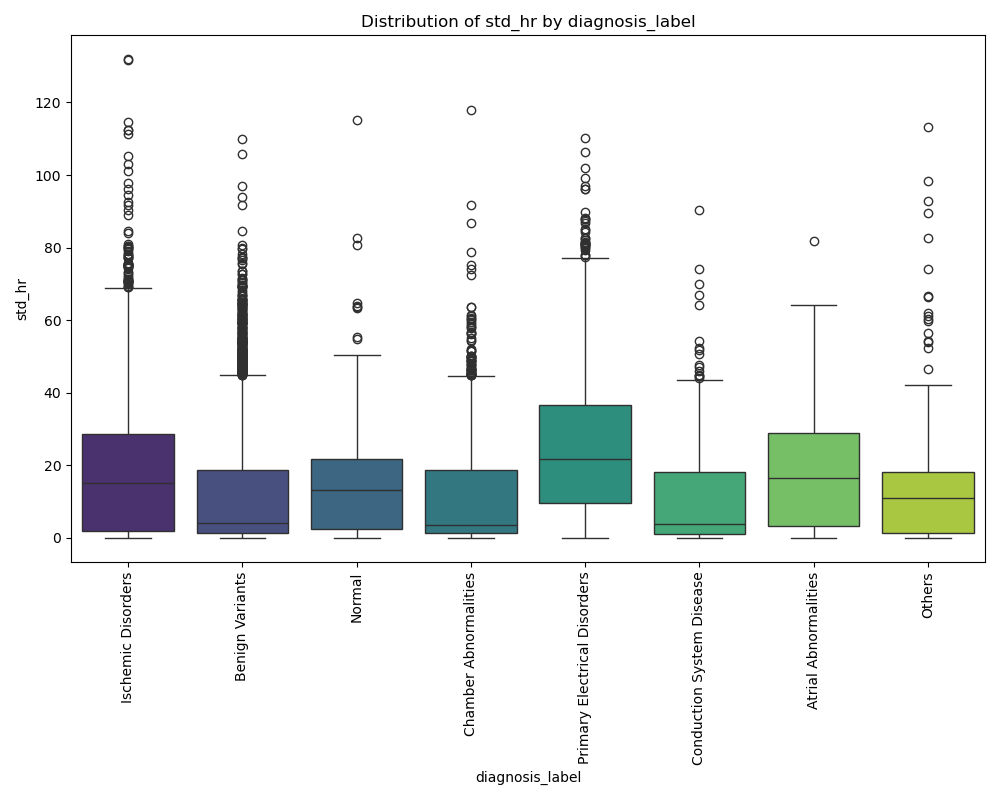 Distribution of std_hr by diagnosis_label
std_hr
120
100
80
60
40
20
0
Ischemic Disorders
Benign Variants
Normal
Chamber Abnormalities
Primary Electrical Disorders
Conduction System Disease
Atrial Abnormalities
Others
diagnosis_label